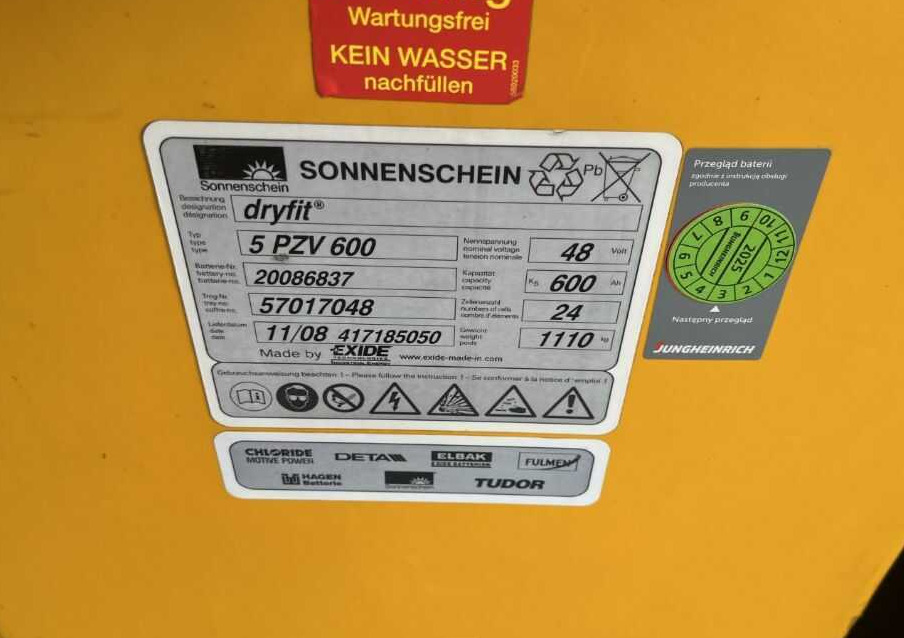 Wartungsfrei
KEIN WASSER
nachfüllen
Sonnenschein
SONNENSCHEIN
Pb
Bezeichnung
designation
désignation
dryfit®
Typ
type
type
5 PZV 600
Nennspannung
nominal voltage
tension nominale
48 Volt
Batterie-Nr.
battery-no.
batterie-no.
20086837
Kapazität
capacity
capacité
K5 600 Ah
Trog Nr.
tray no.
57017048
Zellenanzahl
numbers of cells
nombre d'élements
24
Lieferdatum
date
date
11/08 417185050
Gewicht
weight
poids
1110 kg
Made by EXIDE
TECHNOLOGIES
www.exide-made-in.com
Gebrauchsanweisung beachten ! - Please follow the instruction ! - Se conformer à la notice d'emploi !
CHLORIDE
MOTIVE POWER
DETA
ELBAK
FULMEN
HAGEN
Batterie
Sonnenschein
TUDOR
Przegląd baterii
zgodnie z instrukcją obsługi
producenta
1 2 3 4 5 6 7 8 9 10 11 12
2025
JUNGHEINRICH
Następny przegląd
JUNGHEINRICH